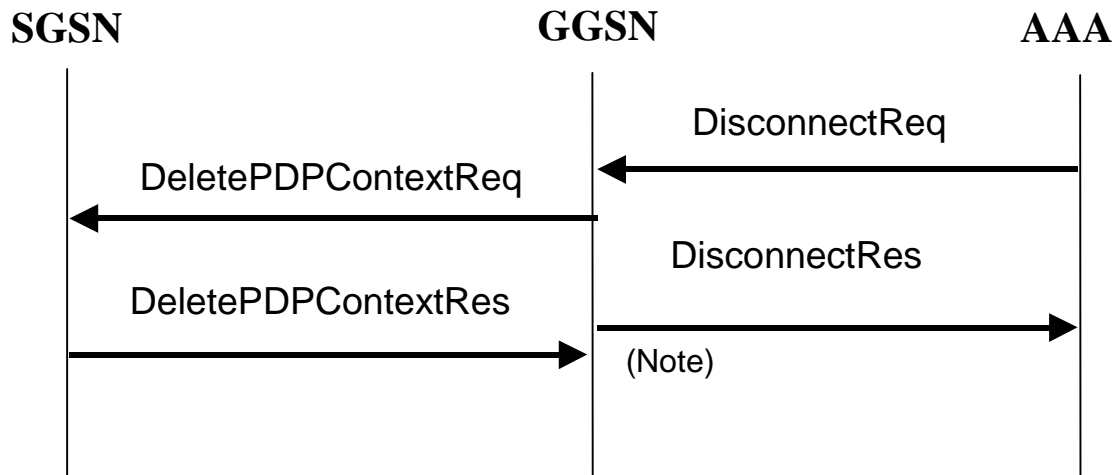 SGSN GGSN AAA
DisconnectReq
DeletePDPContextReq
DisconnectRes
DeletePDPContextRes
(Note)